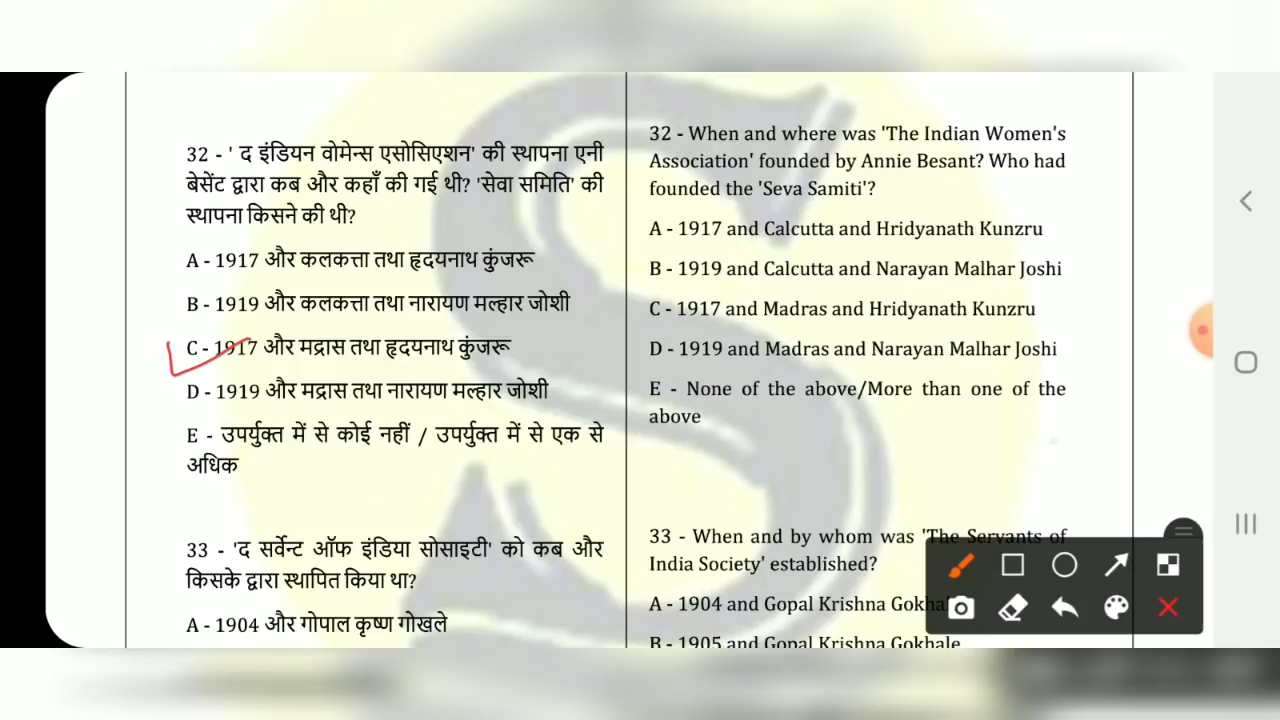 32 - ' द इंडियन वोमेन्स एसोसिएशन' की स्थापना एनी
बेसेंट द्वारा कब और कहाँ की गई थी? 'सेवा समिति' की
स्थापना किसने की थी?
A - 1917 और कलकत्ता तथा हृदयनाथ कुंजरू
B - 1919 और कलकत्ता तथा नारायण मल्हार जोशी
C - 1917 और मद्रास तथा हृदयनाथ कुंजरू
D - 1919 और मद्रास तथा नारायण मल्हार जोशी
E - उपर्युक्त में से कोई नहीं / उपर्युक्त में से एक से
अधिक
33 - 'द सर्वेन्ट ऑफ इंडिया सोसाइटी' को कब और
किसके द्वारा स्थापित किया था?
A - 1904 और गोपाल कृष्ण गोखले
32 - When and where was 'The Indian Women's
Association' founded by Annie Besant? Who had
founded the 'Seva Samiti'?
A - 1917 and Calcutta and Hridyanath Kunzru
B - 1919 and Calcutta and Narayan Malhar Joshi
C - 1917 and Madras and Hridyanath Kunzru
D - 1919 and Madras and Narayan Malhar Joshi
E - None of the above/More than one of the
above
33 - When and by whom was 'The Servants of
India Society' established?
A - 1904 and Gopal Krishna
B - 1905 and Gopal Krishna Gokhale